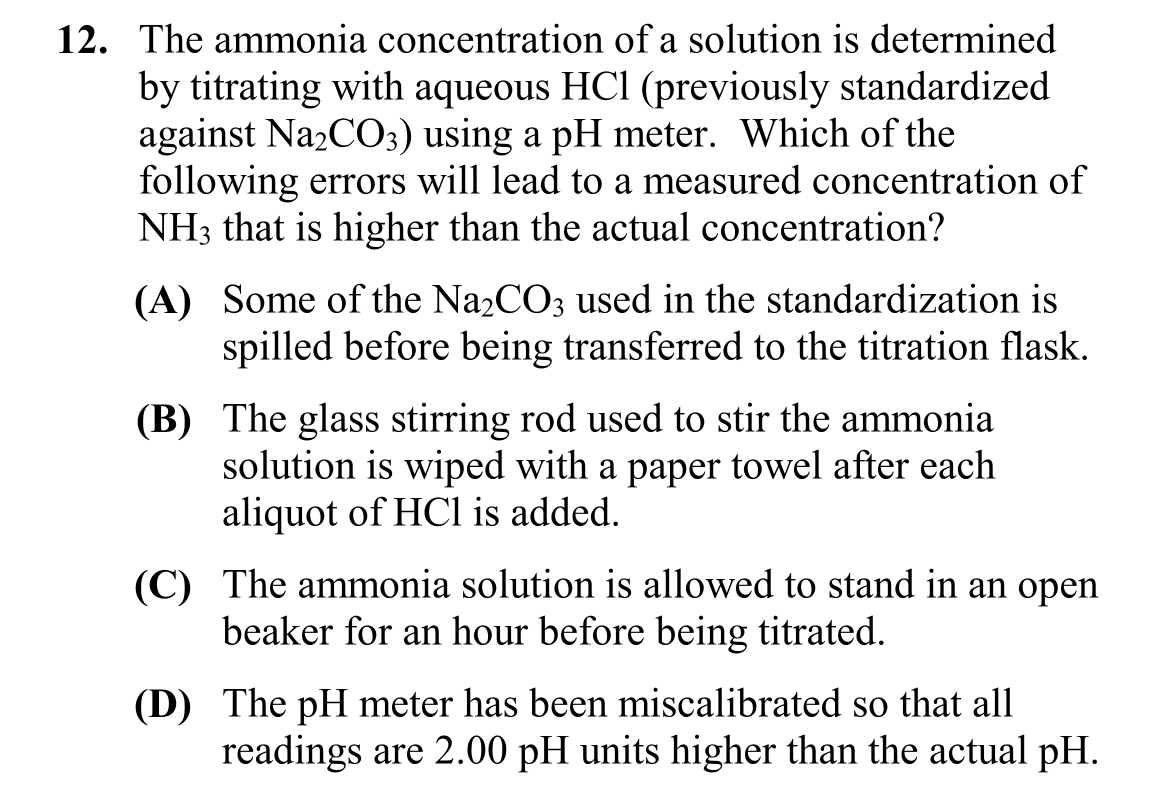 12. The ammonia concentration of a solution is determined
by titrating with aqueous HCl (previously standardized
against Na₂CO₃) using a pH meter.  Which of the
following errors will lead to a measured concentration of
NH₃ that is higher than the actual concentration?
(A) Some of the Na₂CO₃ used in the standardization is
spilled before being transferred to the titration flask.
(B) The glass stirring rod used to stir the ammonia
solution is wiped with a paper towel after each
aliquot of HCl is added.
(C) The ammonia solution is allowed to stand in an open
beaker for an hour before being titrated.
(D) The pH meter has been miscalibrated so that all
readings are 2.00 pH units higher than the actual pH.